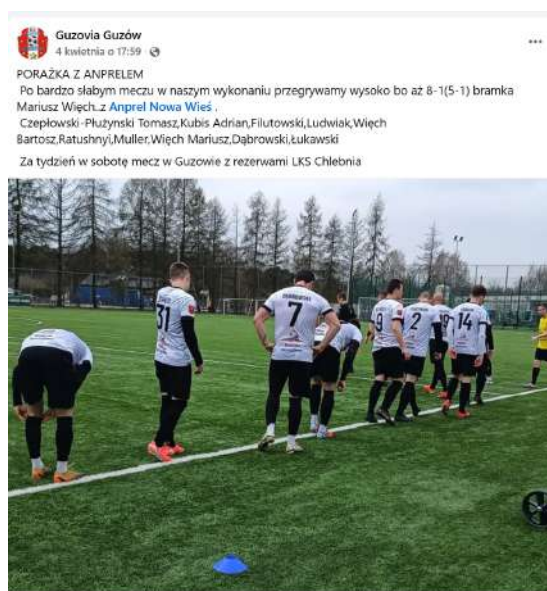 Guzovia Guzów
4 kwietnia o 17:59
PORAŻKA Z ANPRELEM
Po bardzo słabym meczu w naszym wykonaniu przegrywamy wysoko bo aż 8-1(5-1) bramka
Mariusz Więch..z Anprel Nowa Wieś .
Czepłowski-Płużynski Tomasz,Kubis Adrian,Filutowski,Ludwiak,Więch
Bartosz,Ratushnyi,Muller,Więch Mariusz,Dąbrowski,Łukawski
Za tydzień w sobotę mecz w Guzowie z rezerwami LKS Chlebnia
31
7
9
2
14